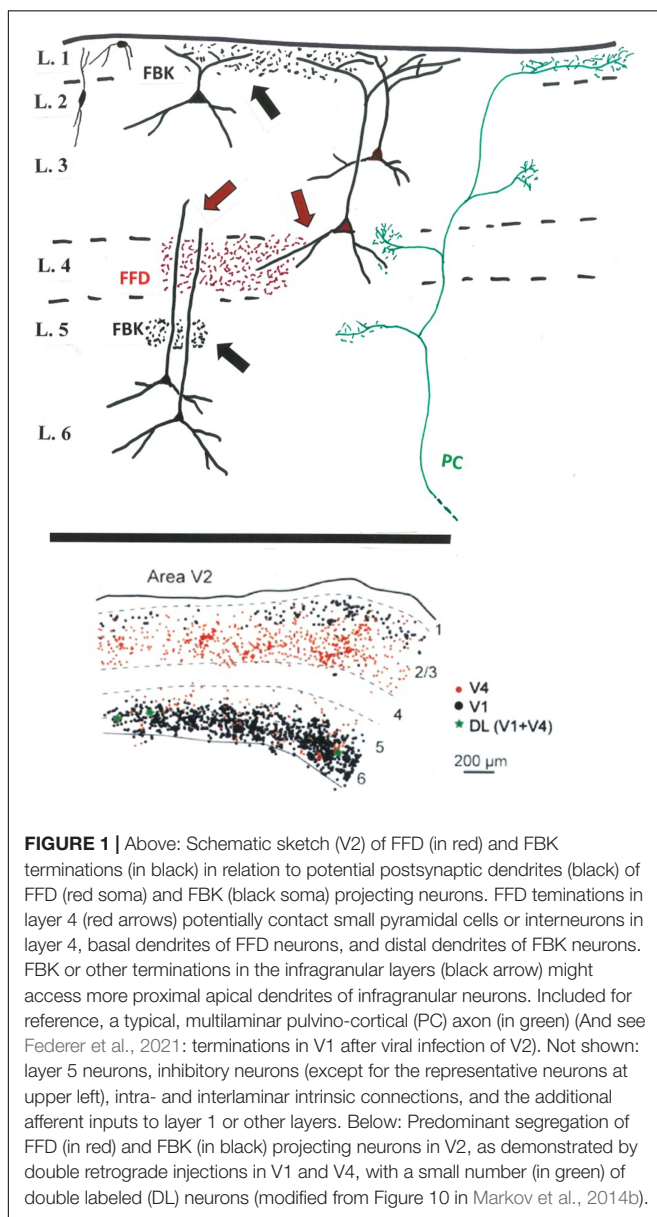 L. 1
FBK
L. 2
L. 3
L. 4
FFD
L. 5
FBK
L. 6
PC
Area V2
1
2/3
4
5
6
V4
V1
DL (V1+V4)
200 µm
FIGURE 1 | Above: Schematic sketch (V2) of FFD (in red) and FBK
terminations (in black) in relation to potential postsynaptic dendrites (black) of
FFD (red soma) and FBK (black soma) projecting neurons. FFD teminations in
layer 4 (red arrows) potentially contact small pyramidal cells or interneurons in
layer 4, basal dendrites of FFD neurons, and distal dendrites of FBK neurons.
FBK or other terminations in the infragranular layers (black arrow) might
access more proximal apical dendrites of infragranular neurons. Included for
reference, a typical, multilaminar pulvino-cortical (PC) axon (in green) (And see
Federer et al., 2021: terminations in V1 after viral infection of V2). Not shown:
layer 5 neurons, inhibitory neurons (except for the representative neurons at
upper left), intra- and interlaminar intrinsic connections, and the additional
afferent inputs to layer 1 or other layers. Below: Predominant segregation of
FFD (in red) and FBK (in black) projecting neurons in V2, as demonstrated by
double retrograde injections in V1 and V4, with a small number (in green) of
double labeled (DL) neurons (modified from Figure 10 in Markov et al., 2014b).